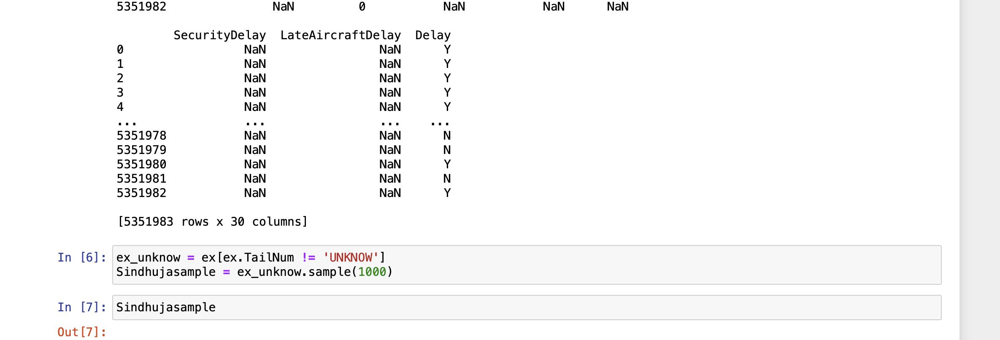 5351982               NaN         0           NaN           NaN      NaN
        SecurityDelay  LateAircraftDelay  Delay
0                 NaN                NaN      Y
1                 NaN                NaN      Y
2                 NaN                NaN      Y
3                 NaN                NaN      Y
4                 NaN                NaN      Y
...               ...                ...    ...
5351978           NaN                NaN      N
5351979           NaN                NaN      N
5351980           NaN                NaN      Y
5351981           NaN                NaN      N
5351982           NaN                NaN      Y
[5351983 rows x 30 columns]
In [6]: ex_unknow = ex[ex.TailNum != 'UNKNOW']
Sindhujasample = ex_unknow.sample(1000)
In [7]: Sindhujasample
Out[7]: